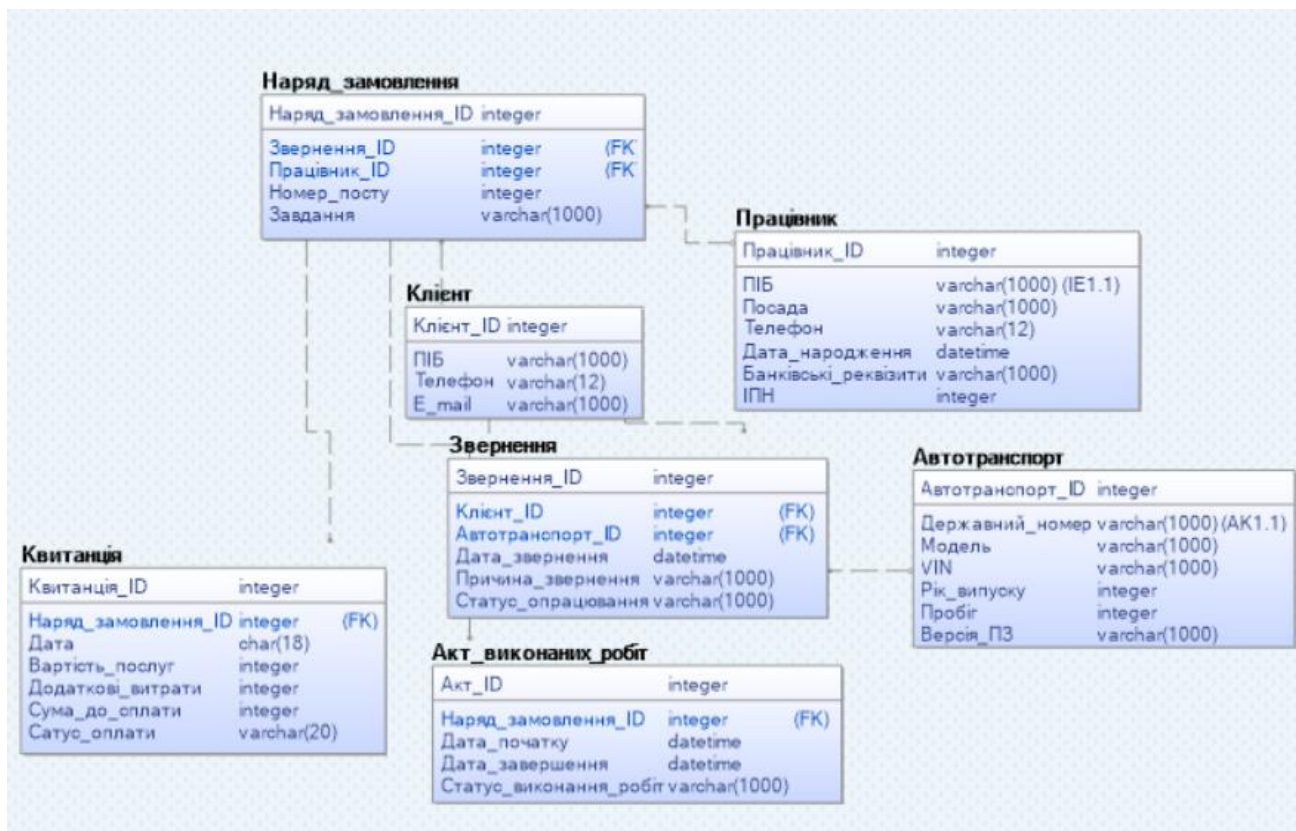 Наряд_замовлення
Наряд_замовлення_ID integer
Звернення_ID integer (FK
Працівник_ID integer (FK
Номер_посту integer
Завдання varchar(1000)
Працівник
Працівник_ID integer
ПІБ varchar(1000) (IE1.1)
Посада varchar(1000)
Телефон varchar(12)
Дата_народження datetime
Банківські_реквізити varchar(1000)
ІПН integer
Клієнт
Клієнт_ID integer
ПІБ varchar(1000)
Телефон varchar(12)
E_mail varchar(1000)
Звернення
Звернення_ID integer
Клієнт_ID integer (FK)
Автотранспорт_ID integer (FK)
Дата_звернення datetime
Причина_звернення varchar(1000)
Статус_опрацювання varchar(1000)
Автотранспорт
Автотранспорт_ID integer
Державний_номер varchar(1000) (AK1.1)
Модель varchar(1000)
VIN varchar(1000)
Рік_випуску integer
Пробіг integer
Версія_ПЗ varchar(1000)
Квитанція
Квитанція_ID integer
Наряд_замовлення_ID integer (FK)
Дата char(18)
Вартість_послуг integer
Додаткові_витрати integer
Сума_до_оплати integer
Сатус_оплати varchar(20)
Акт_виконаних_робіт
Акт_ID integer
Наряд_замовлення_ID integer (FK)
Дата_початку datetime
Дата_завершення datetime
Статус_виконання_робіт varchar(1000)